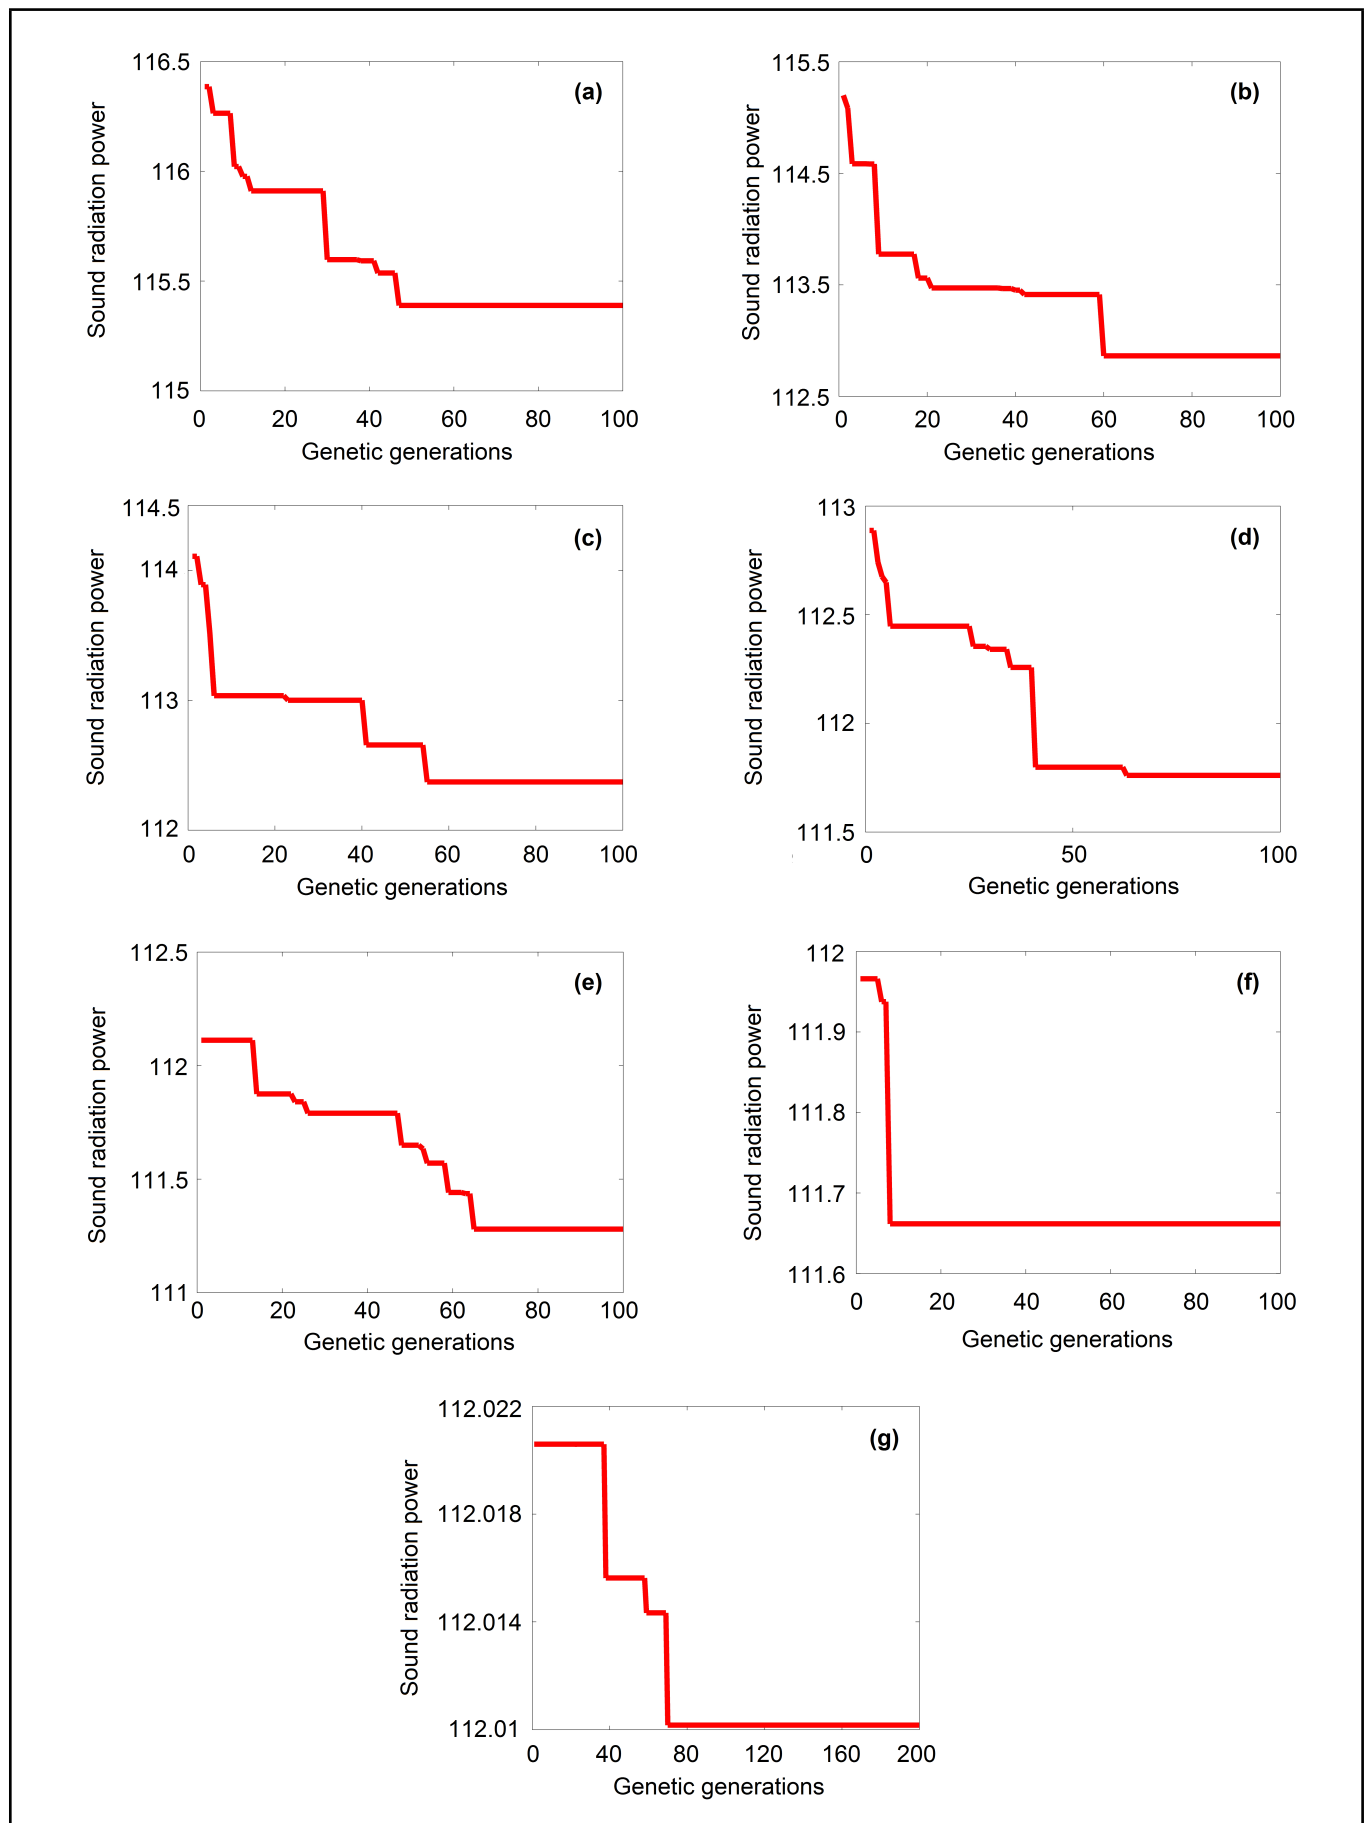 116.5
(a)
116
115.5
115
Sound radiation power
0 20 40 60 80 100
Genetic generations
115.5
(b)
114.5
113.5
112.5
Sound radiation power
0 20 40 60 80 100
Genetic generations
114.5
(c)
114
113
112
Sound radiation power
0 20 40 60 80 100
Genetic generations
113
(d)
112.5
112
111.5
Sound radiation power
0 50 100
Genetic generations
112.5
(e)
112
111.5
111
Sound radiation power
0 20 40 60 80 100
Genetic generations
112
(f)
111.9
111.8
111.7
111.6
Sound radiation power
0 20 40 60 80 100
Genetic generations
112.022
(g)
112.018
112.014
112.01
Sound radiation power
0 40 80 120 160 200
Genetic generations